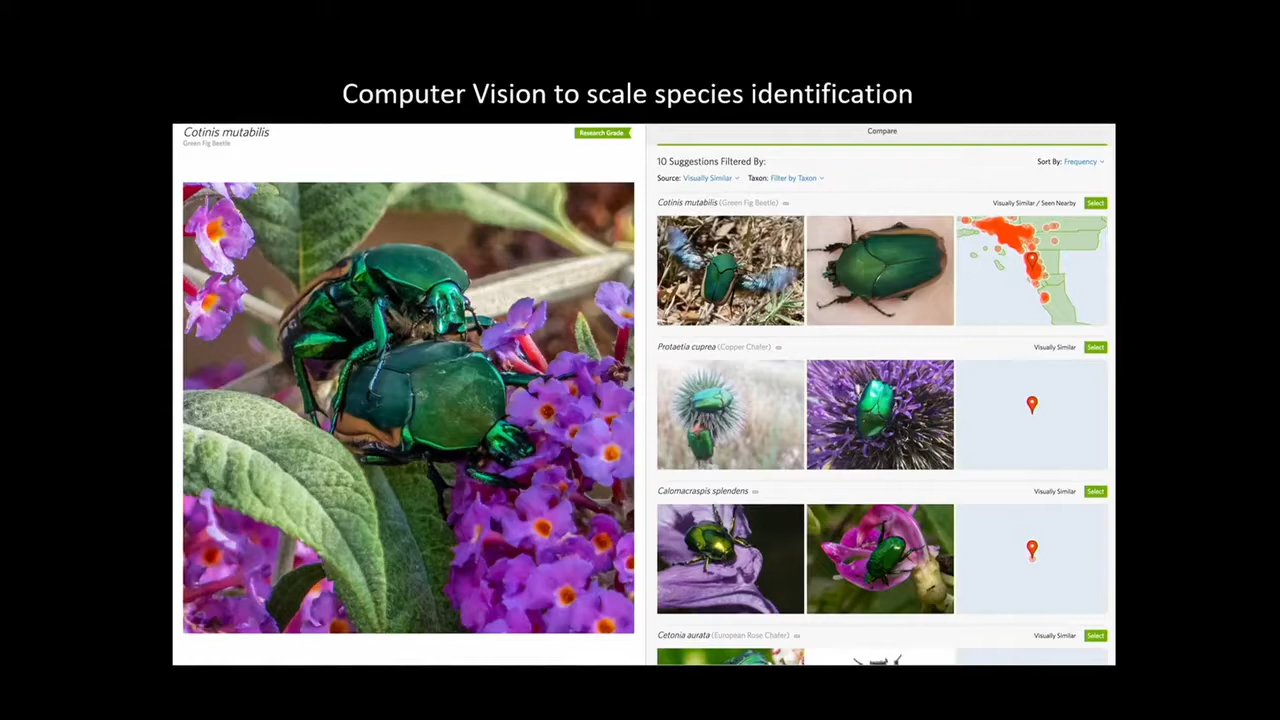 Computer Vision to scale species identification
Cotinis mutabilis
Research Grade
Green Fig Beetle
Compare
10 Suggestions Filtered By:
Sort By: Frequency
Source: Visually Similar Taxon: Filter by Taxon
Cotinis mutabilis (Green Fig Beetle) Visually Similar / Seen Nearby Select
Protaetia cuprea (Copper Chafer) Visually Similar Select
Calomacraspis splendens Visually Similar Select
Cetonia aurata (European Rose Chafer) Visually Similar Select